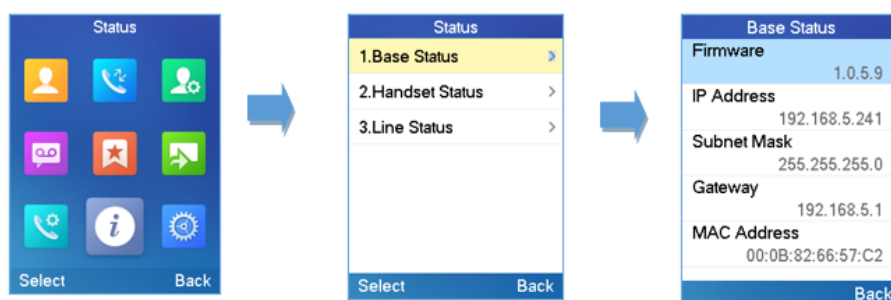 Status
Select
Back
Status
1.Base Status
2.Handset Status
3.Line Status
Select
Back
Base Status
Firmware
1.0.5.9
IP Address
192.168.5.241
Subnet Mask
255.255.255.0
Gateway
192.168.5.1
MAC Address
00:0B:82:66:57:C2
Back